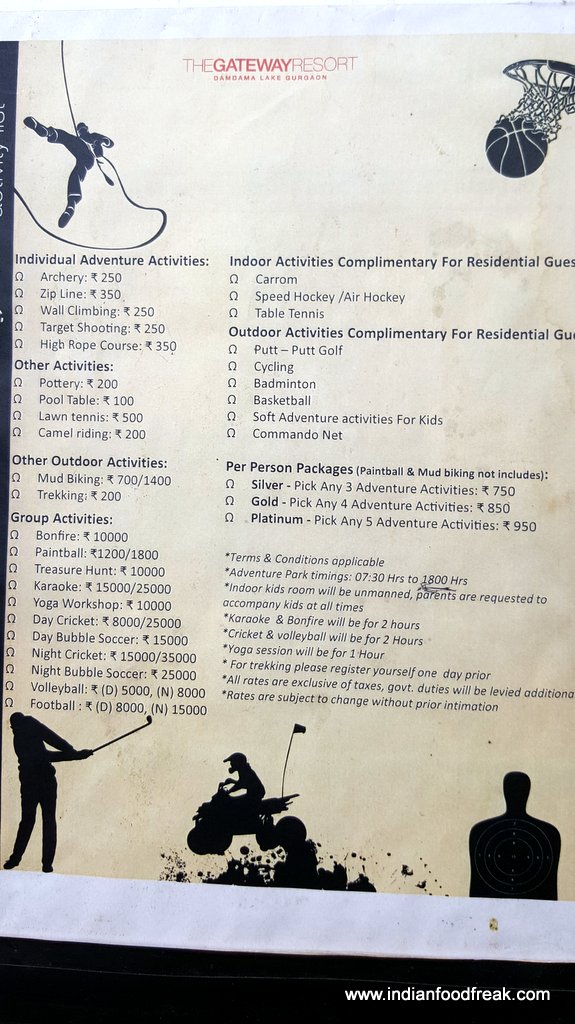 THEGATEWAYRESORT
DAMDAMA LAKE GURGAON
Individual Adventure Activities:
Ω Archery: ₹ 250
Ω Zip Line: ₹ 350
Ω Wall Climbing: ₹ 250
Ω Target Shooting: ₹ 250
Ω High Rope Course: ₹ 350
Other Activities:
Ω Pottery: ₹ 200
Ω Pool Table: ₹ 100
Ω Lawn tennis: ₹ 500
Ω Camel riding: ₹ 200
Other Outdoor Activities:
Ω Mud Biking: ₹ 700/1400
Ω Trekking: ₹ 200
Group Activities:
Ω Bonfire: ₹ 10000
Ω Paintball: ₹1200/1800
Ω Treasure Hunt: ₹ 10000
Ω Karaoke: ₹ 15000/25000
Ω Yoga Workshop: ₹ 10000
Ω Day Cricket: ₹ 8000/25000
Ω Day Bubble Soccer: ₹ 15000
Ω Night Cricket: ₹ 15000/35000
Ω Night Bubble Soccer: ₹ 25000
Ω Volleyball: ₹ (D) 5000, (N) 8000
Ω Football : ₹ (D) 8000, (N) 15000
Indoor Activities Complimentary For Residential Gues
Ω Carrom
Ω Speed Hockey /Air Hockey
Ω Table Tennis
Outdoor Activities Complimentary For Residential Gu
Ω Putt – Putt Golf
Ω Cycling
Ω Badminton
Ω Basketball
Ω Soft Adventure activities For Kids
Ω Commando Net
Per Person Packages (Paintball & Mud biking not includes):
Ω Silver - Pick Any 3 Adventure Activities: ₹ 750
Ω Gold - Pick Any 4 Adventure Activities: ₹ 850
Ω Platinum - Pick Any 5 Adventure Activities: ₹ 950
*Terms & Conditions applicable
*Adventure Park timings: 07:30 Hrs to 1800 Hrs
*Indoor kids room will be unmanned, parents are requested to
accompany kids at all times
*Karaoke & Bonfire will be for 2 hours
*Cricket & volleyball will be for 2 Hours
*Yoga session will be for 1 Hour
* For trekking please register yourself one day prior
*All rates are exclusive of taxes, govt. duties will be levied additiona
*Rates are subject to change without prior intimation
www.indianfoodfreak.com